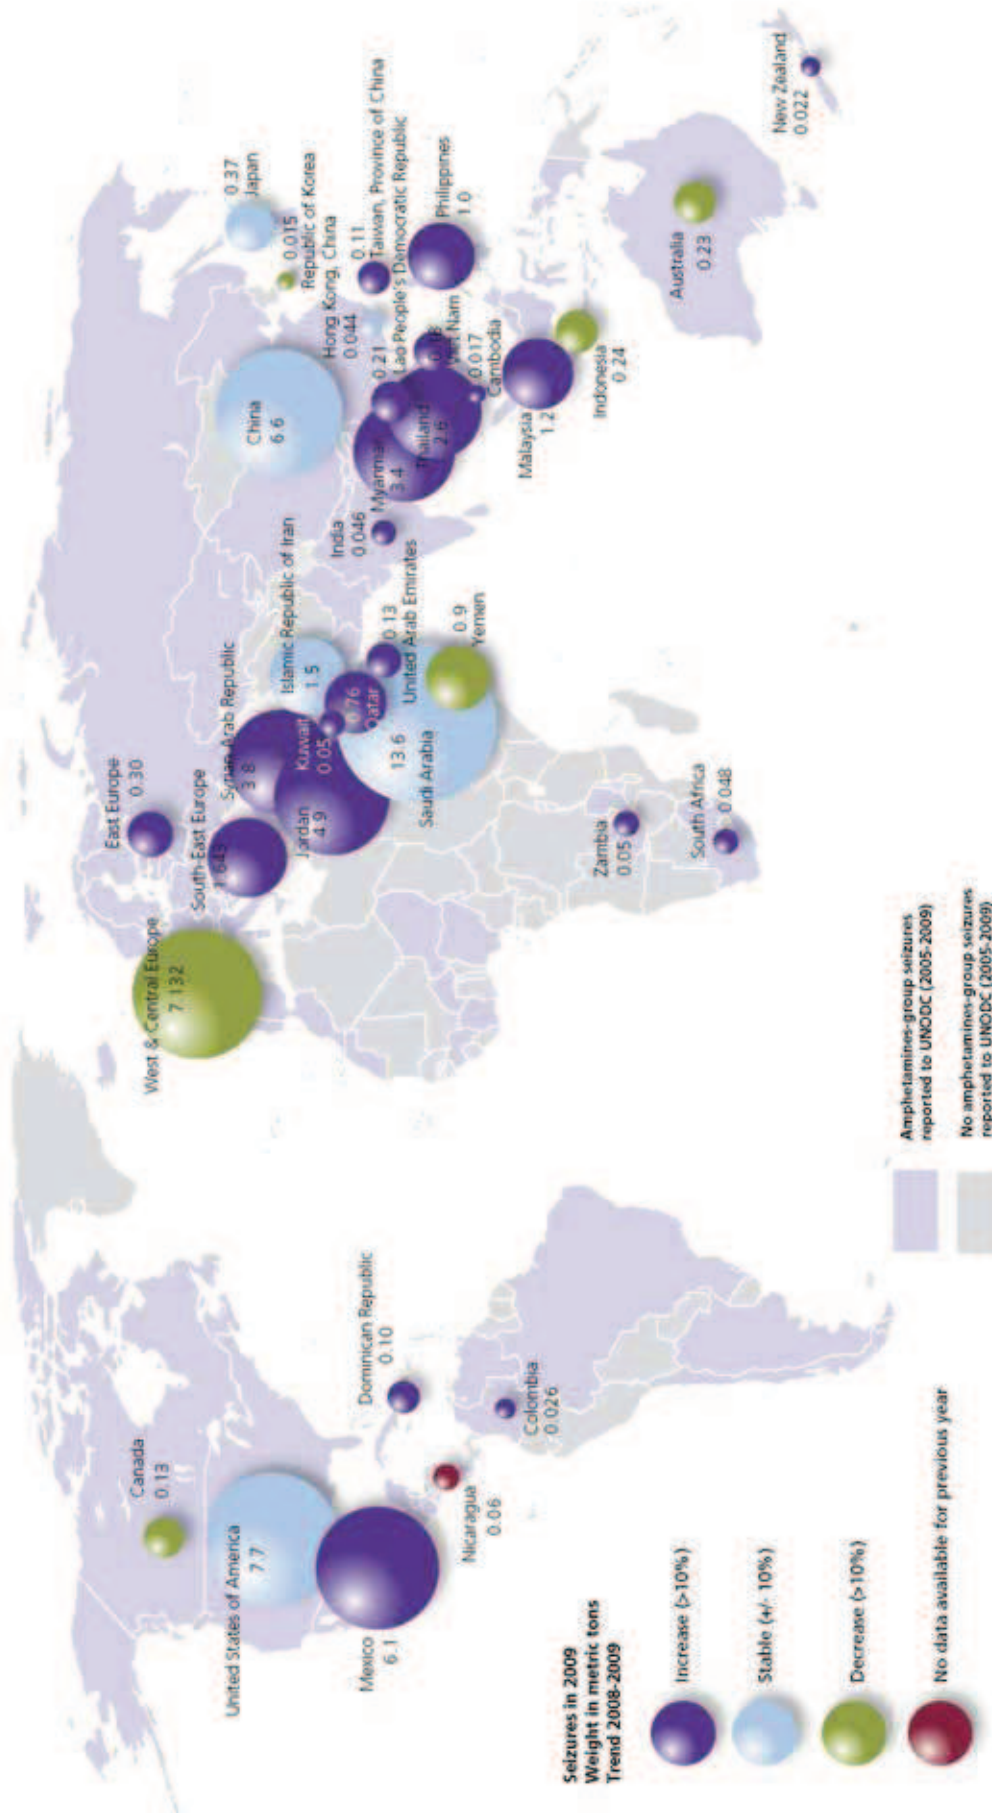 Canada
0.13
United States of America
7.7
Mexico
6.1
Dominican Republic
0.10
Nicaragua
0.06
Colombia
0.026
West & Central Europe
7.132
East Europe
0.30
South-East Europe
Syrian Arab Republic
3.8
Jordan
4.9
Kuwait
0.05
Islamic Republic of Iran
1.5
0.76
Qatar
0.13
United Arab Emirates
13.6
Saudi Arabia
0.9
Yemen
Zambia
0.05
South Africa
0.048
India
0.046
China
6.6
Myanmar
3.4
Thailand
2.6
0.21
Lao People's Democratic Republic
Hong Kong, China
0.044
0.37
Japan
0.015
Republic of Korea
0.11
Taiwan, Province of China
Philippines
1.0
Viet Nam
0.017
Cambodia
Malaysia
1.2
Indonesia
0.24
Australia
0.23
New Zealand
0.022
Seizures in 2009
Weight in metric tons
Trend 2008-2009
Increase (>10%)
Stable (+/- 10%)
Decrease (>10%)
No data available for previous year
Amphetamines-group seizures
reported to UNODC (2005-2009)
No amphetamines-group seizures
reported to UNODC (2005-2009)